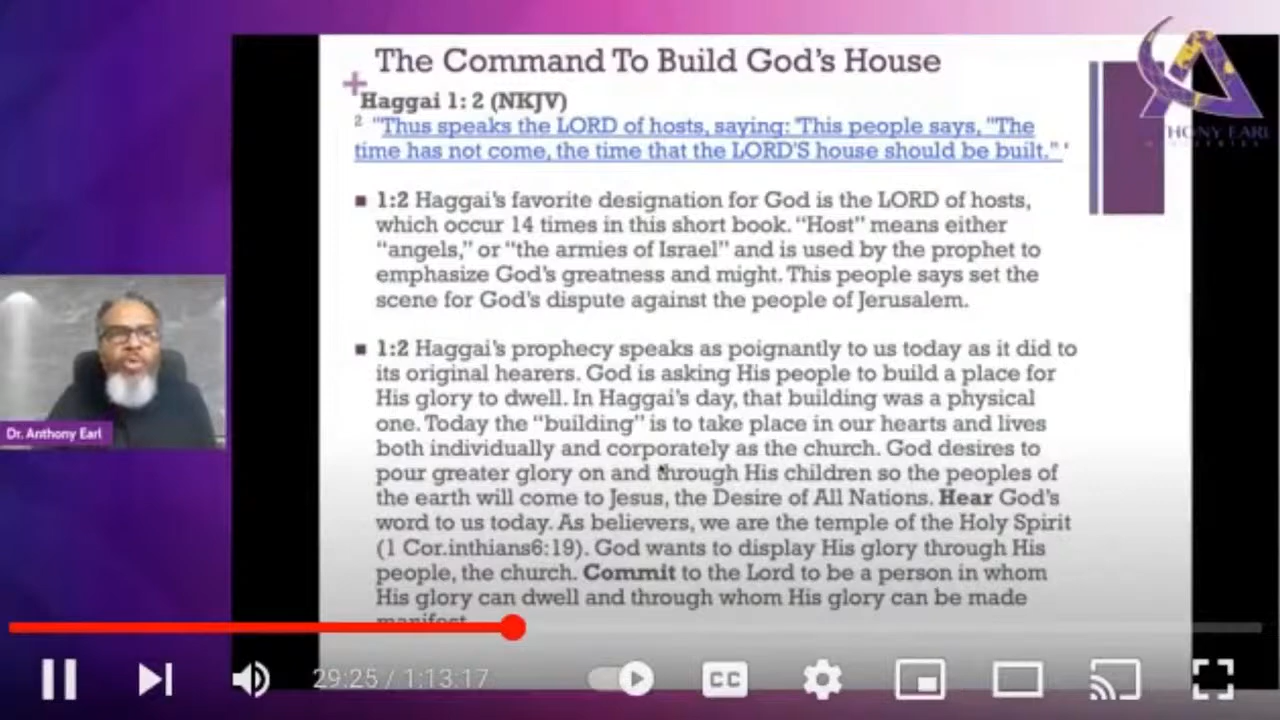 The Command To Build God's House
Haggai 1: 2 (NKJV)
2 "Thus speaks the LORD of hosts, saying: 'This people says, "The
time has not come, the time that the LORD'S house should be built." '
1:2 Haggai's favorite designation for God is the LORD of hosts,
which occur 14 times in this short book. "Host" means either
"angels," or "the armies of Israel" and is used by the prophet to
emphasize God's greatness and might. This people says set the
scene for God's dispute against the people of Jerusalem.
1:2 Haggai's prophecy speaks as poignantly to us today as it did to
its original hearers. God is asking His people to build a place for
His glory to dwell. In Haggai's day, that building was a physical
one. Today the "building" is to take place in our hearts and lives
both individually and corporately as the church. God desires to
pour greater glory on and through His children so the peoples of
the earth will come to Jesus, the Desire of All Nations. Hear God's
word to us today. As believers, we are the temple of the Holy Spirit
(1 Cor.inthians6:19). God wants to display His glory through His
people, the church. Commit to the Lord to be a person in whom
His glory can dwell and through whom His glory can be made
manifest.
HONY EARL
Dr. Anthony Earl
29:25 / 1:13:17
CC